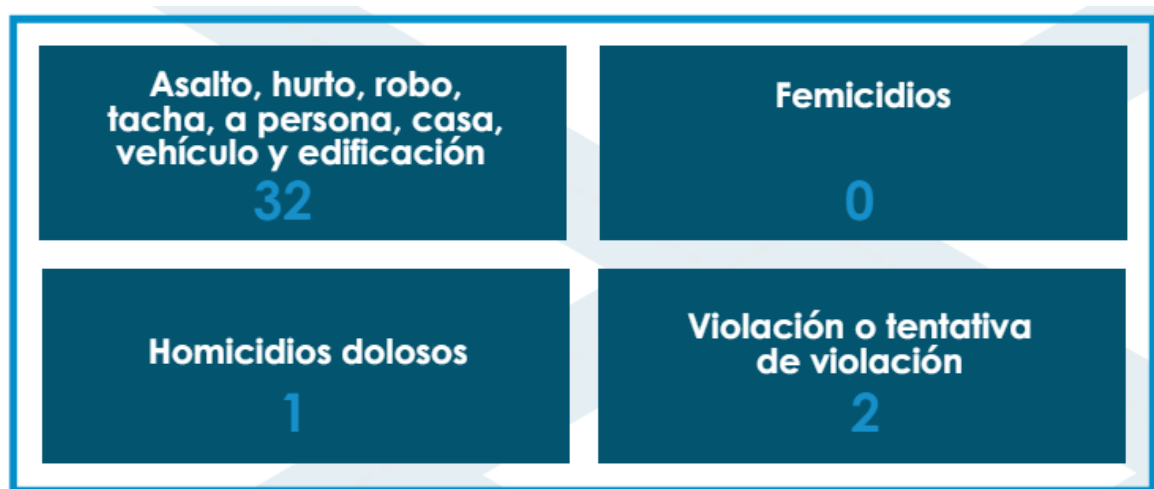 Asalto, hurto, robo,
tacha, a persona, casa,
vehículo y edificación
32
Femicidios
0
Homicidios dolosos
1
Violación o tentativa
de violación
2